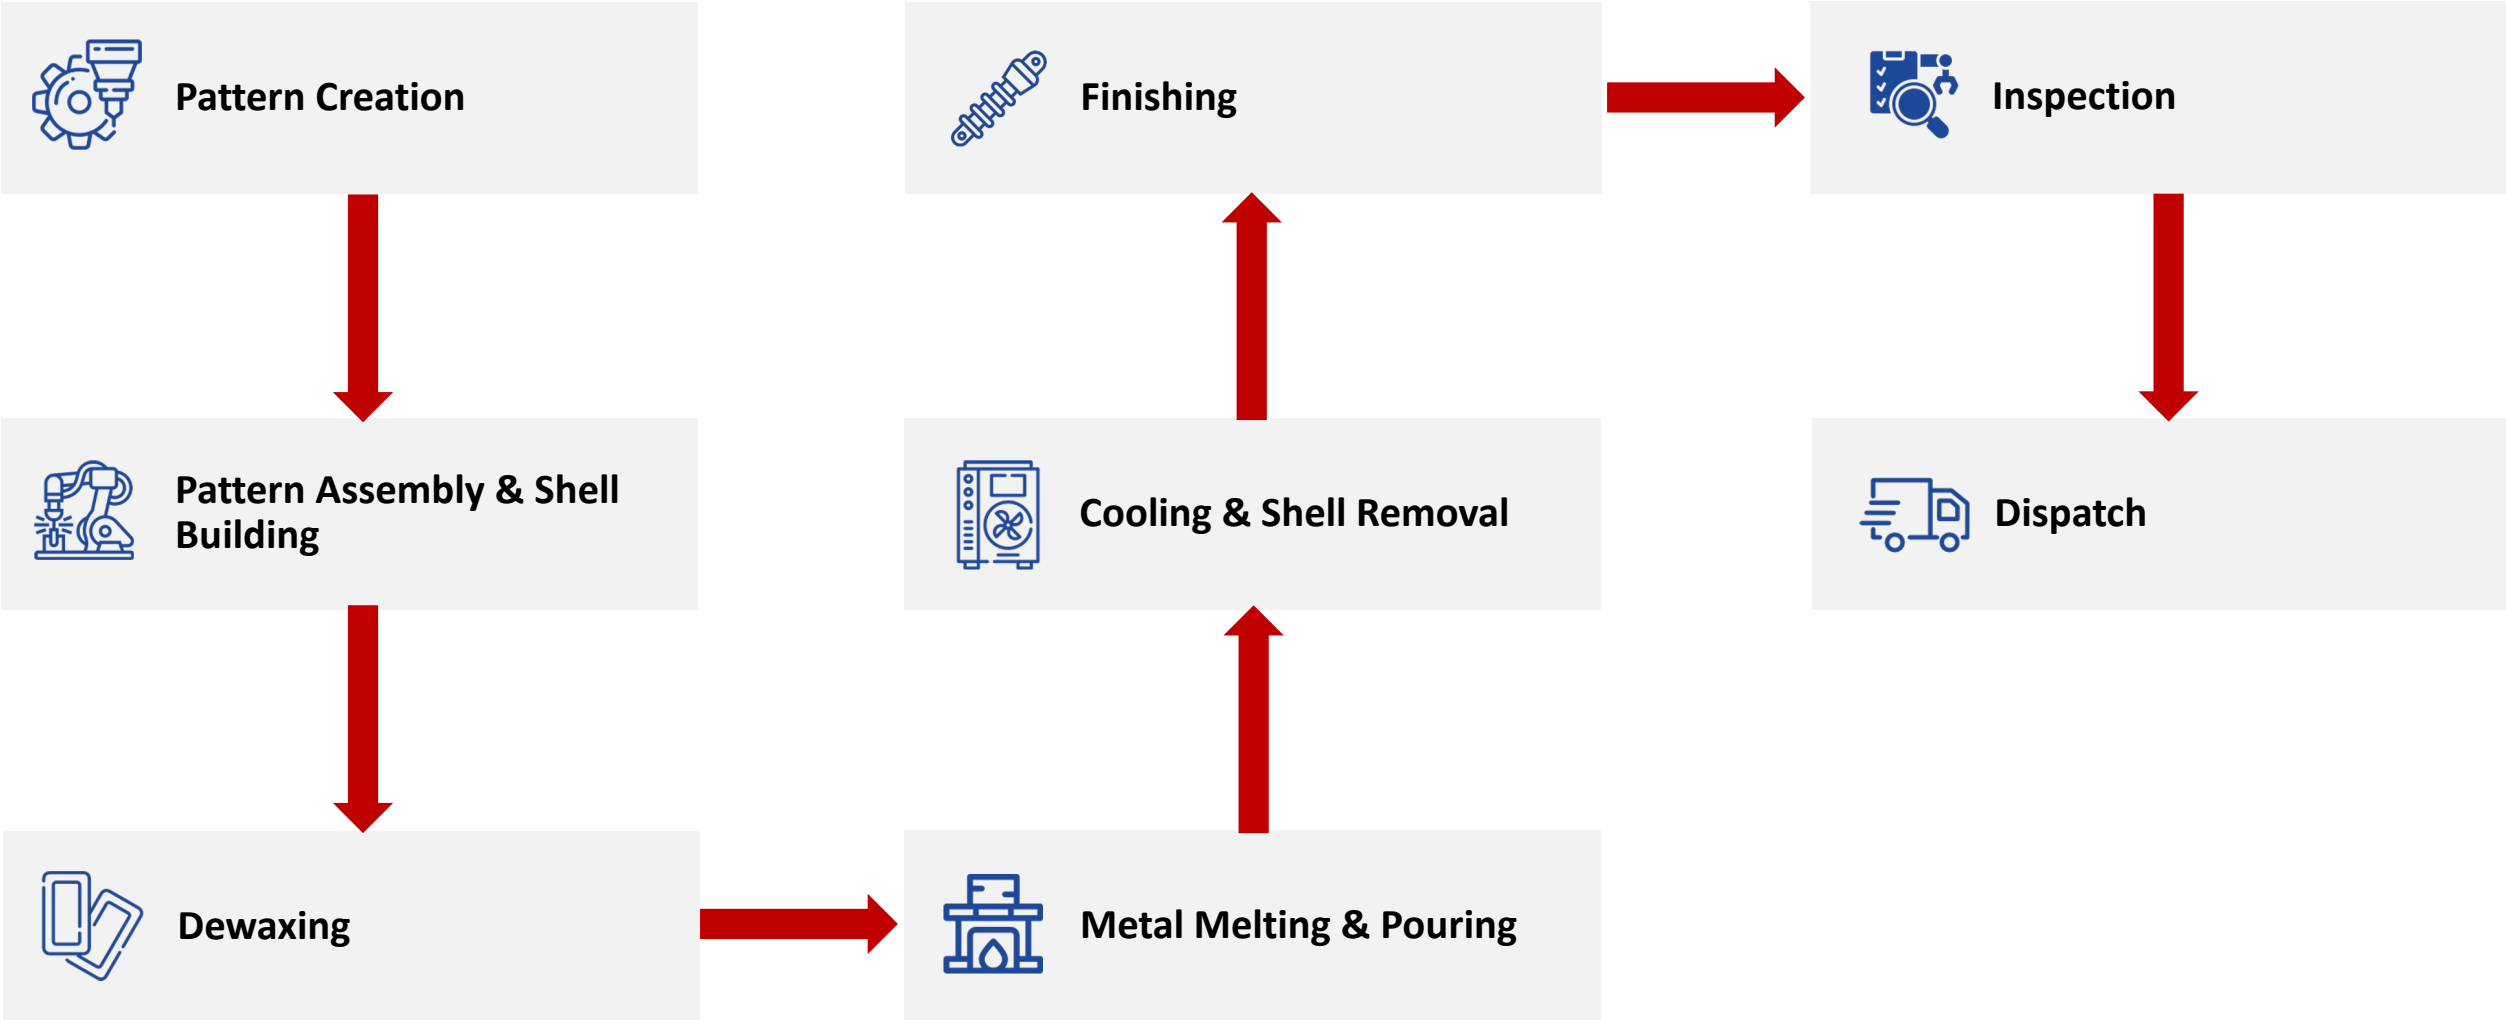 Pattern Creation
Pattern Assembly & Shell
Building
Dewaxing
Metal Melting & Pouring
Cooling & Shell Removal
Finishing
Inspection
Dispatch